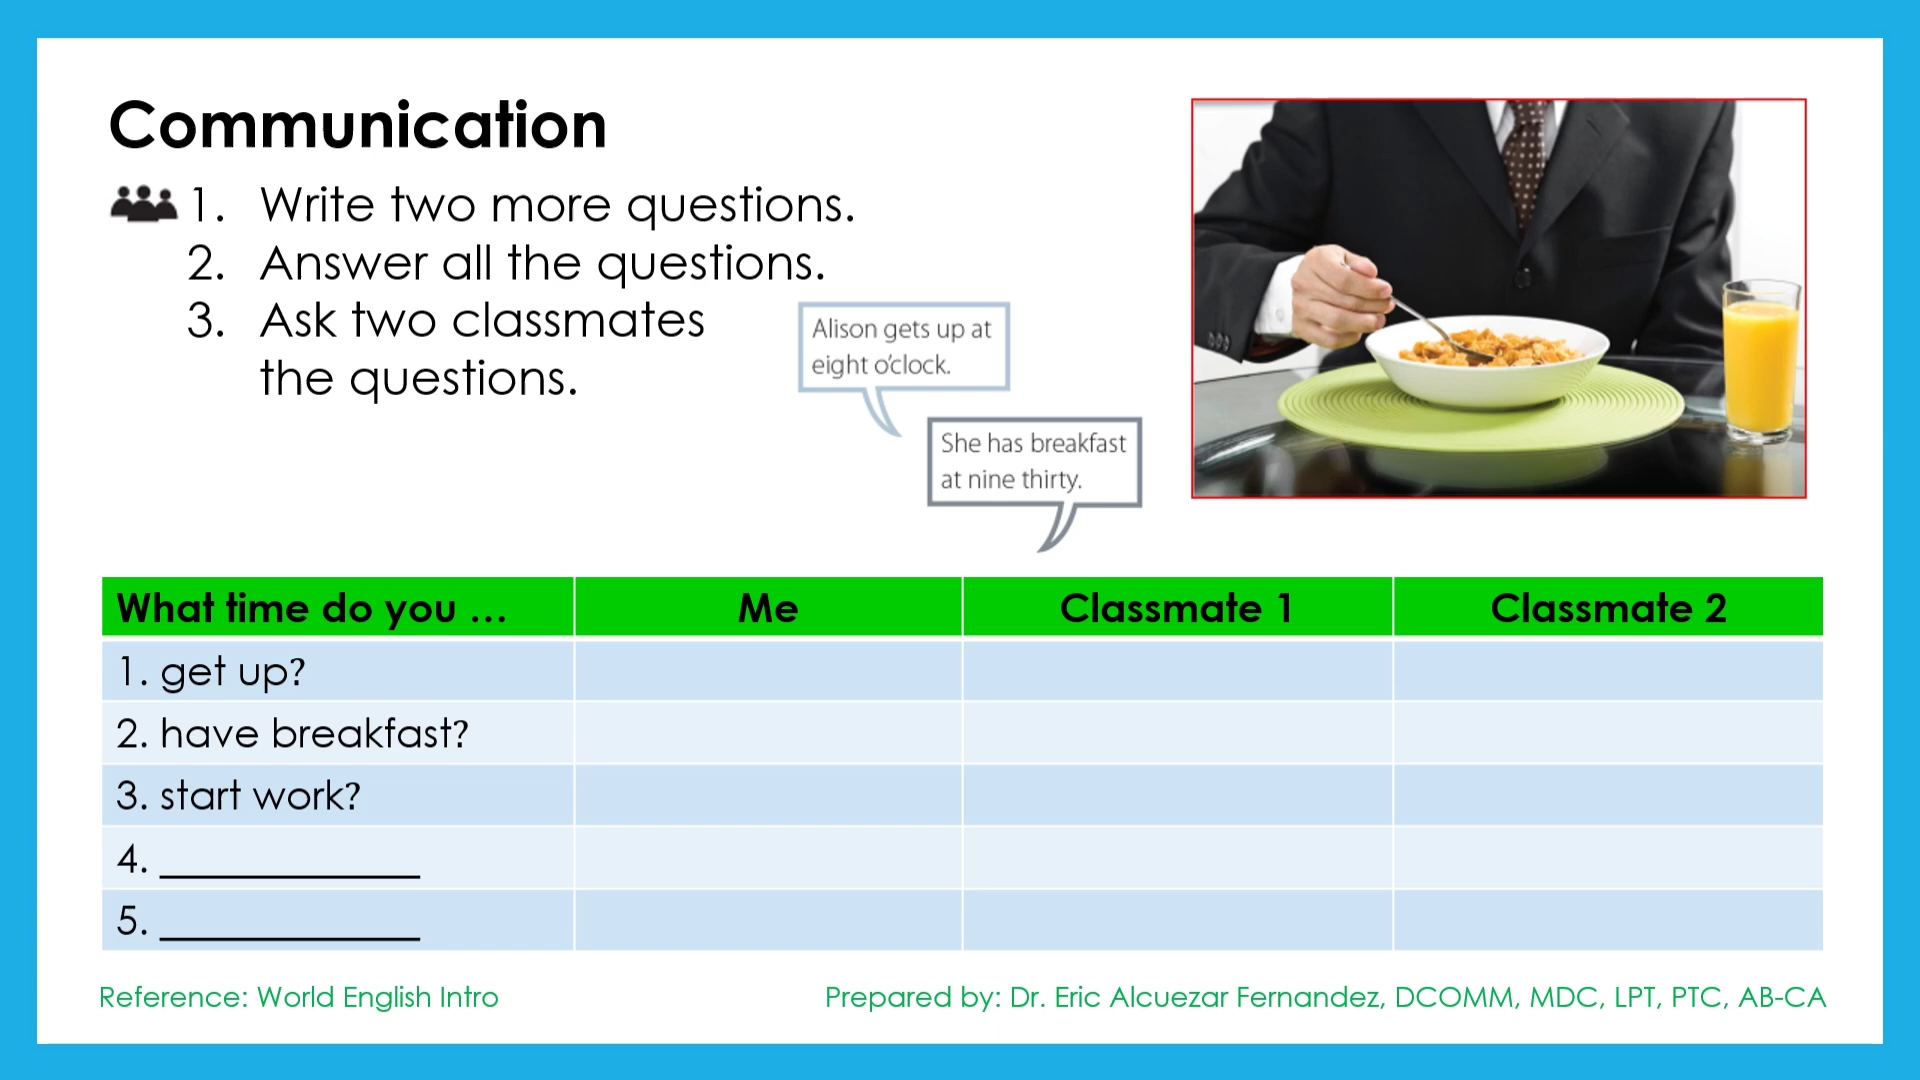 Communication
1. Write two more questions.
2. Answer all the questions.
3. Ask two classmates
the questions.
Alison gets up at
eight o'clock.
She has breakfast
at nine thirty.
What time do you ... Me Classmate 1 Classmate 2
1. get up?
2. have breakfast?
3. start work?
4. _____________
5. _____________
Reference: World English Intro
Prepared by: Dr. Eric Alcuezar Fernandez, DCOMM, MDC, LPT, PTC, AB-CA